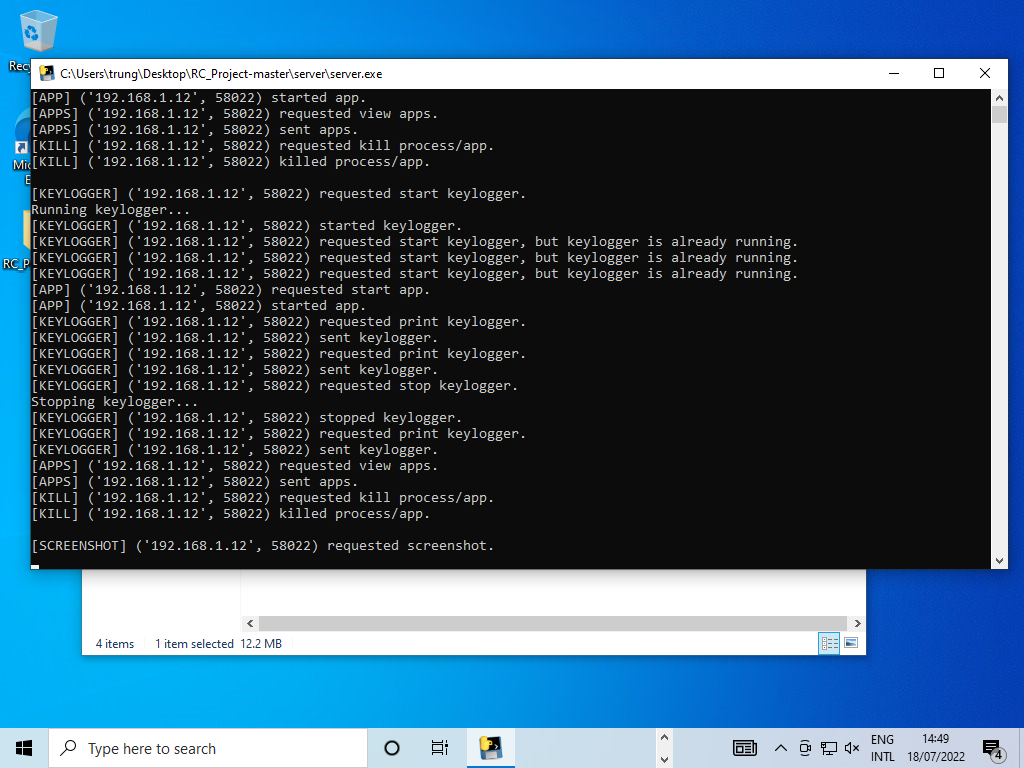 Recy
C:\Users\trung\Desktop\RC_Project-master\server\server.exe
[APP] ('192.168.1.12', 58022) started app.
[APPS] ('192.168.1.12', 58022) requested view apps.
[APPS] ('192.168.1.12', 58022) sent apps.
[KILL] ('192.168.1.12', 58022) requested kill process/app.
[KILL] ('192.168.1.12', 58022) killed process/app.
[KEYLOGGER] ('192.168.1.12', 58022) requested start keylogger.
Running keylogger...
[KEYLOGGER] ('192.168.1.12', 58022) started keylogger.
[KEYLOGGER] ('192.168.1.12', 58022) requested start keylogger, but keylogger is already running.
[KEYLOGGER] ('192.168.1.12', 58022) requested start keylogger, but keylogger is already running.
[KEYLOGGER] ('192.168.1.12', 58022) requested start keylogger, but keylogger is already running.
[APP] ('192.168.1.12', 58022) requested start app.
[APP] ('192.168.1.12', 58022) started app.
[KEYLOGGER] ('192.168.1.12', 58022) requested print keylogger.
[KEYLOGGER] ('192.168.1.12', 58022) sent keylogger.
[KEYLOGGER] ('192.168.1.12', 58022) requested print keylogger.
[KEYLOGGER] ('192.168.1.12', 58022) sent keylogger.
[KEYLOGGER] ('192.168.1.12', 58022) requested stop keylogger.
Stopping keylogger...
[KEYLOGGER] ('192.168.1.12', 58022) stopped keylogger.
[KEYLOGGER] ('192.168.1.12', 58022) requested print keylogger.
[KEYLOGGER] ('192.168.1.12', 58022) sent keylogger.
[APPS] ('192.168.1.12', 58022) requested view apps.
[APPS] ('192.168.1.12', 58022) sent apps.
[KILL] ('192.168.1.12', 58022) requested kill process/app.
[KILL] ('192.168.1.12', 58022) killed process/app.
[SCREENSHOT] ('192.168.1.12', 58022) requested screenshot.
Mic
E
RC_P
4 items 1 item selected 12.2 MB
Type here to search
ENG
INTL
14:49
18/07/2022
4